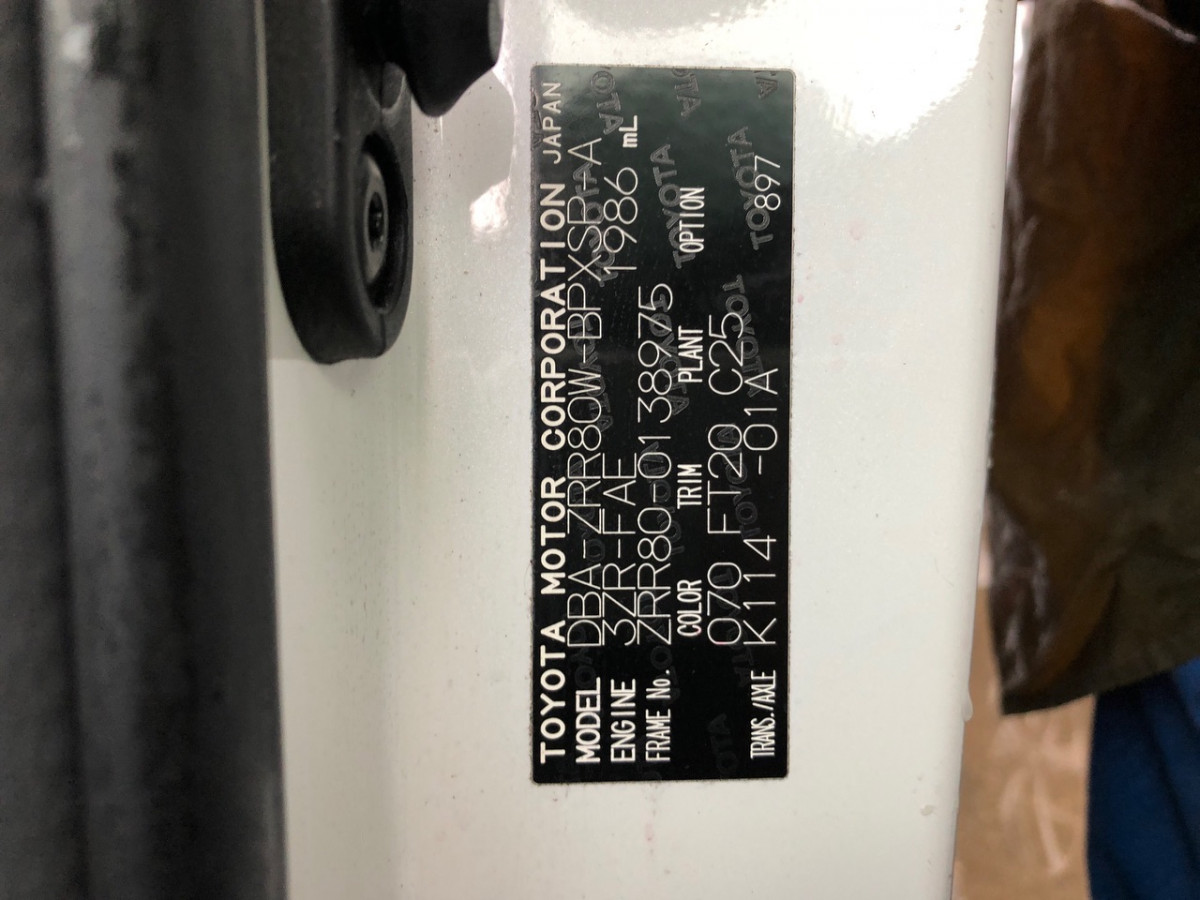 TOYOTA MOTOR CORPORATION JAPAN
MODEL DBA-ZRR80W-BPXSP-A
ENGINE 3ZR-FAE 1986 mL
FRAME No. ZRR80-0138975
COLOR TRIM PLANT OPTION
070 FT20 C25
TRANS./AXLE K114 -01A 897